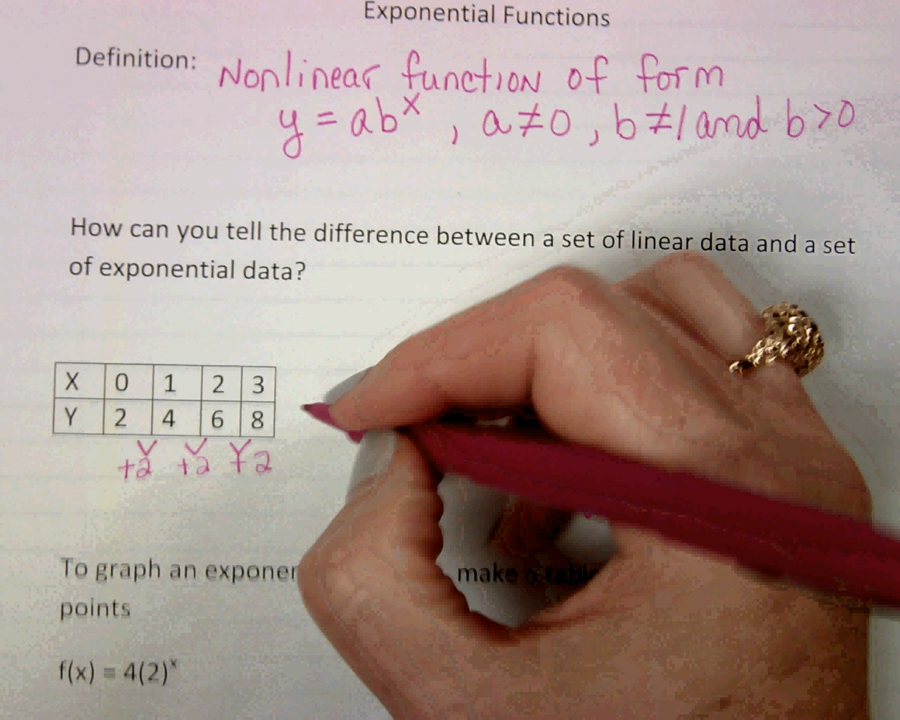 Exponential Functions
Definition: Nonlinear function of form
y = abˣ , a ≠ 0 , b ≠ 1 and b > 0
How can you tell the difference between a set of linear data and a set
of exponential data?
X 0 1 2 3
Y 2 4 6 8
+2 +2 +2
To graph an make
points
f(x) = 4(2)ˣ